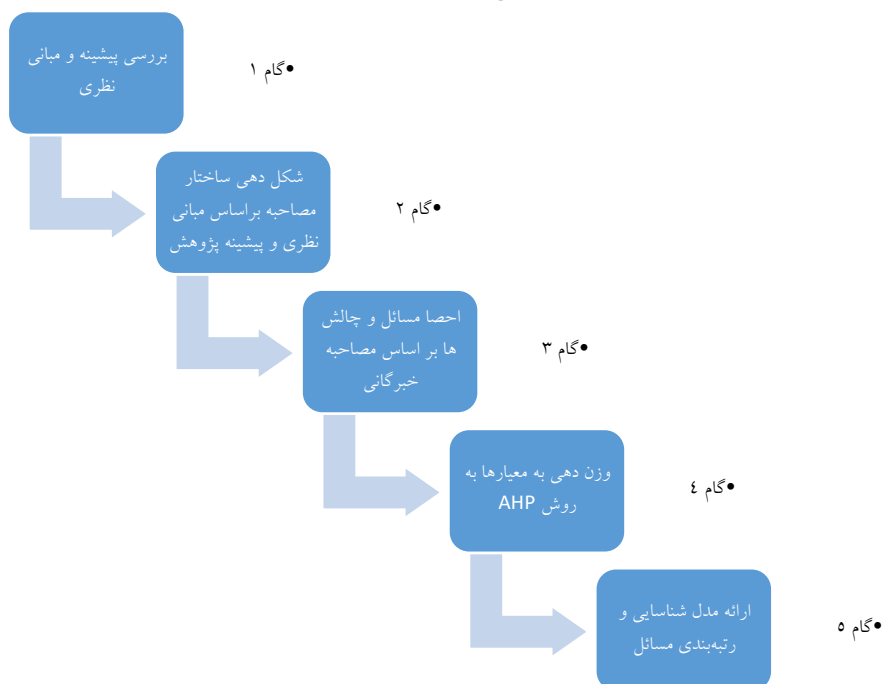 بررسی پیشینه و مبانی
نظری
•گام ۱
شکل دهی ساختار
مصاحبه براساس مبانی
نظری و پیشینه پژوهش
•گام ۲
احصا مسائل و چالش
ها بر اساس مصاحبه
خبرگانی
•گام ۳
وزن دهی به معیارها به
روش AHP
•گام ٤
ارائه مدل شناسایی و
رتبه‌بندی مسائل
•گام ٥